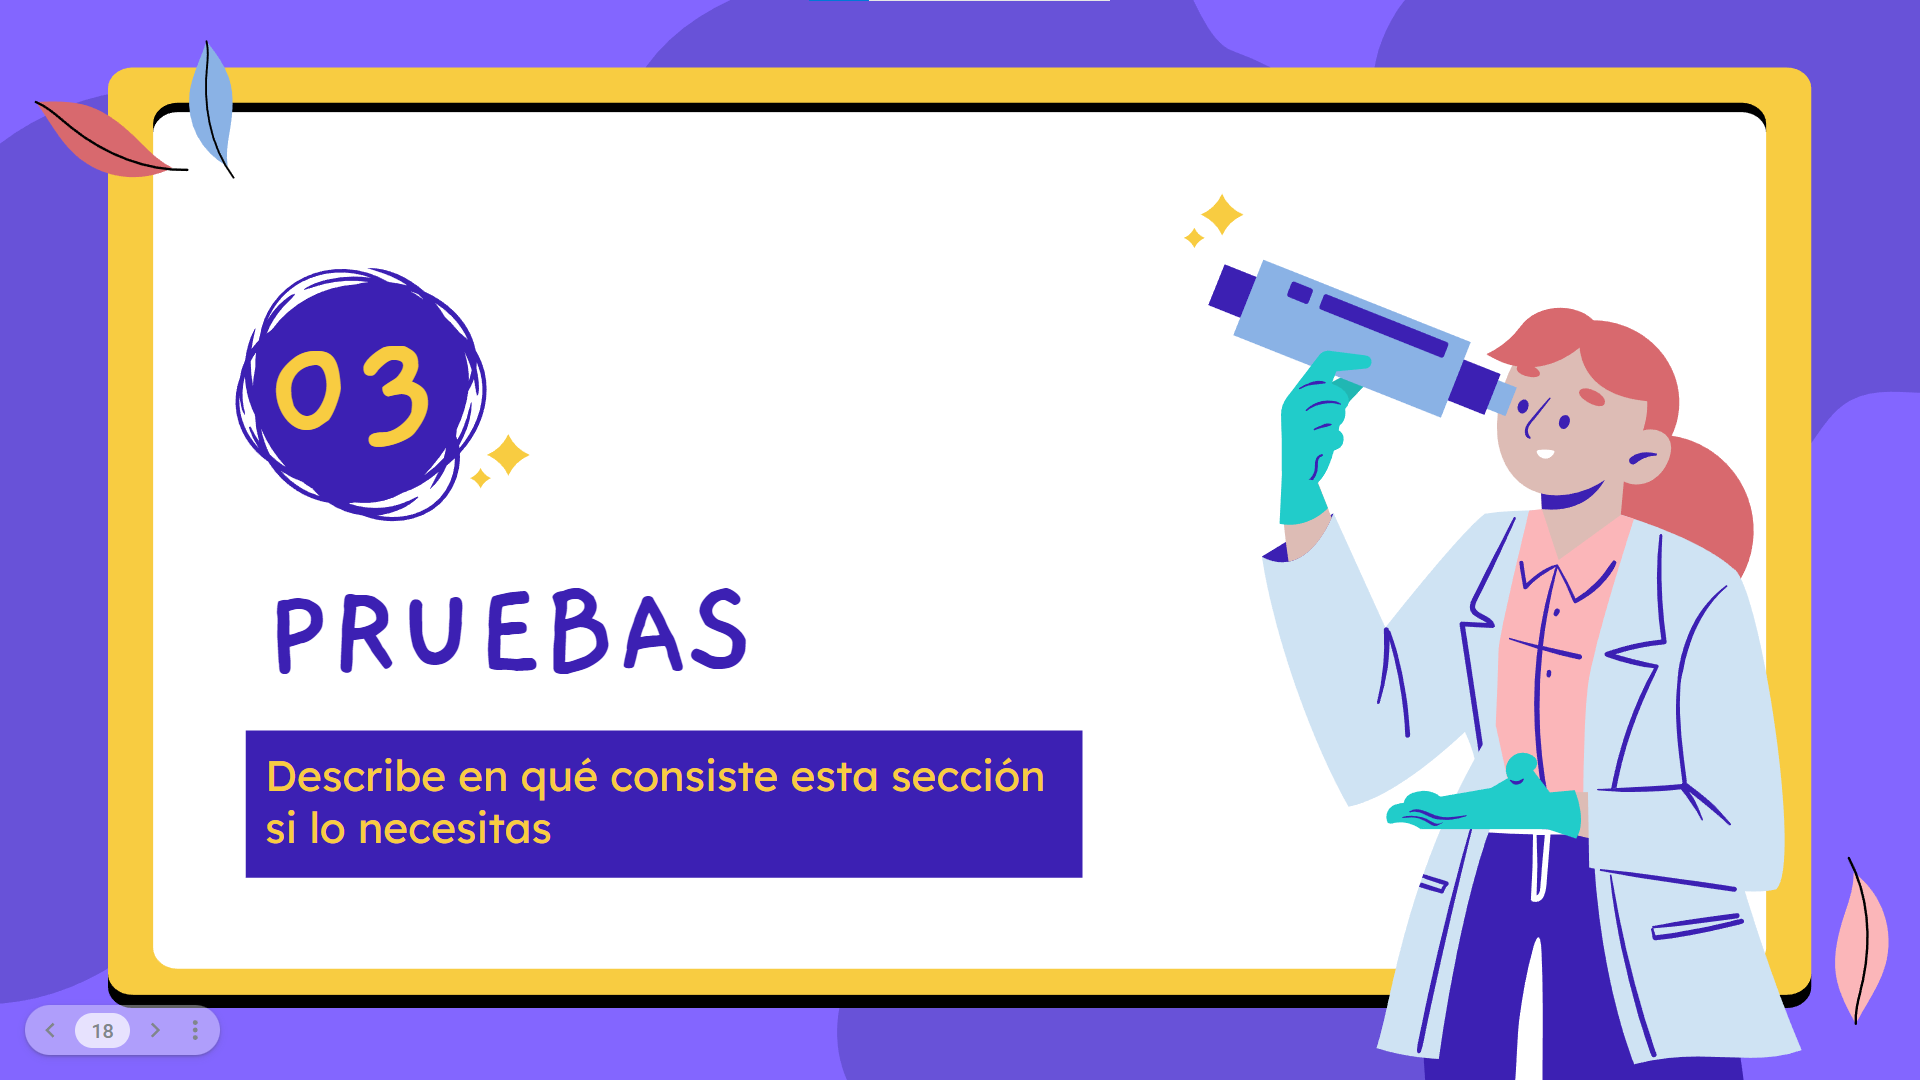 03
PRUEBAS
Describe en qué consiste esta sección
si lo necesitas
18